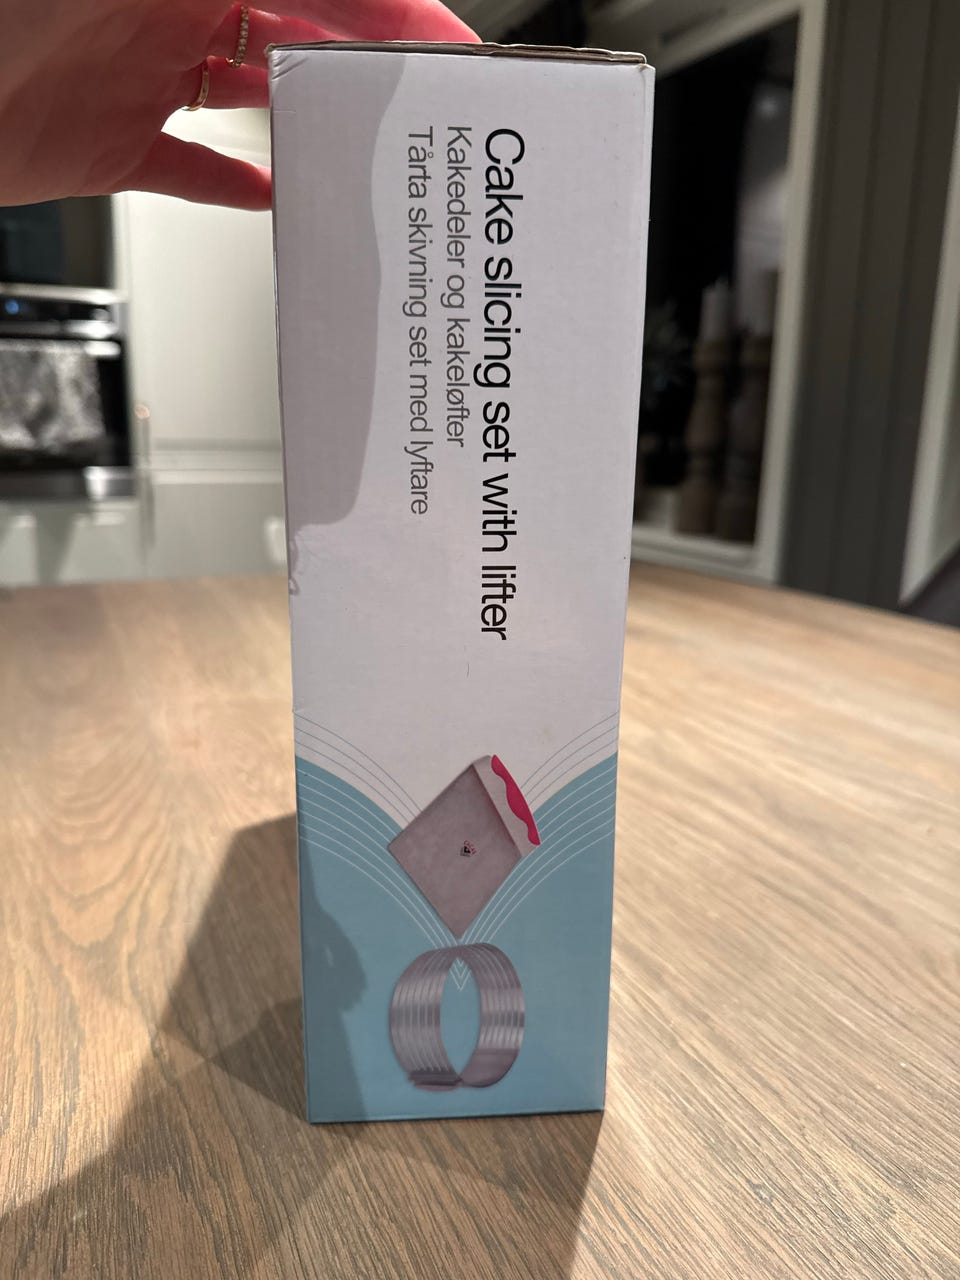 Cake slicing set with lifter
Kakedeler og kakeløfter
Tårta skivning set med lyftare